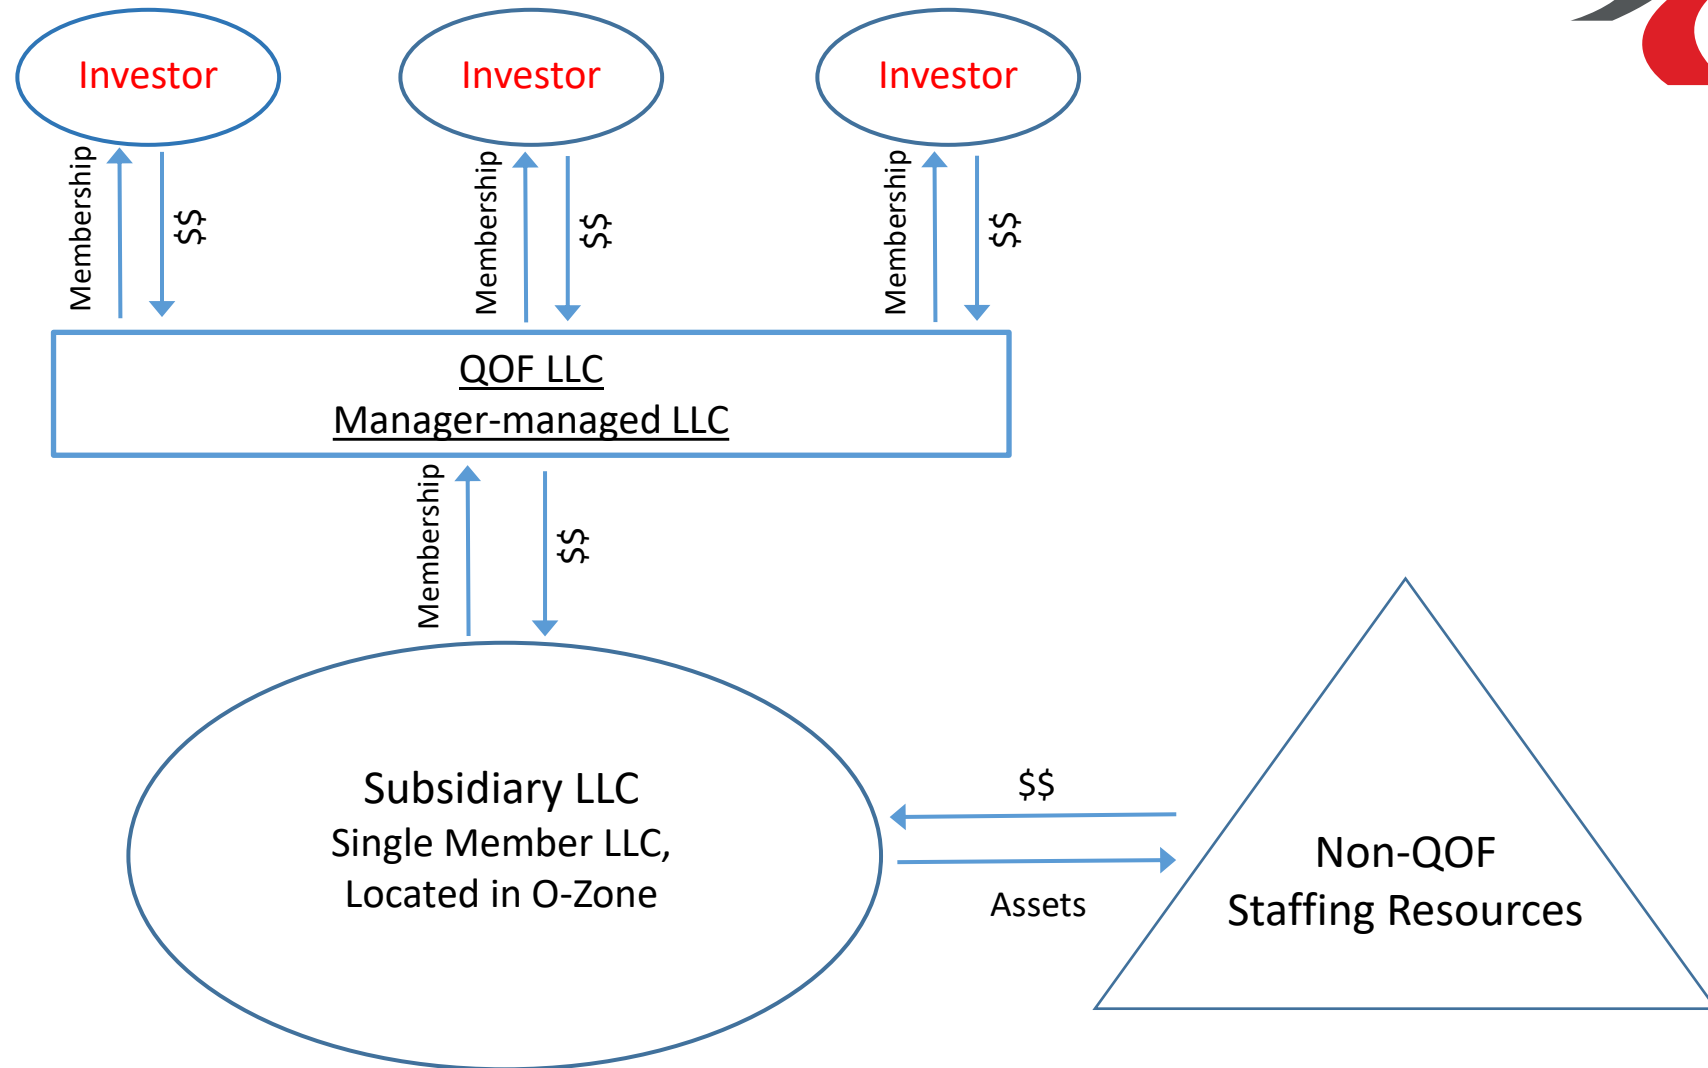 Investor
Investor
Investor
Membership
$$
Membership
$$
Membership
$$
QOF LLC
Manager-managed LLC
Membership
$$
Subsidiary LLC
Single Member LLC,
Located in O-Zone
$$
Assets
Non-QOF
Staffing Resources